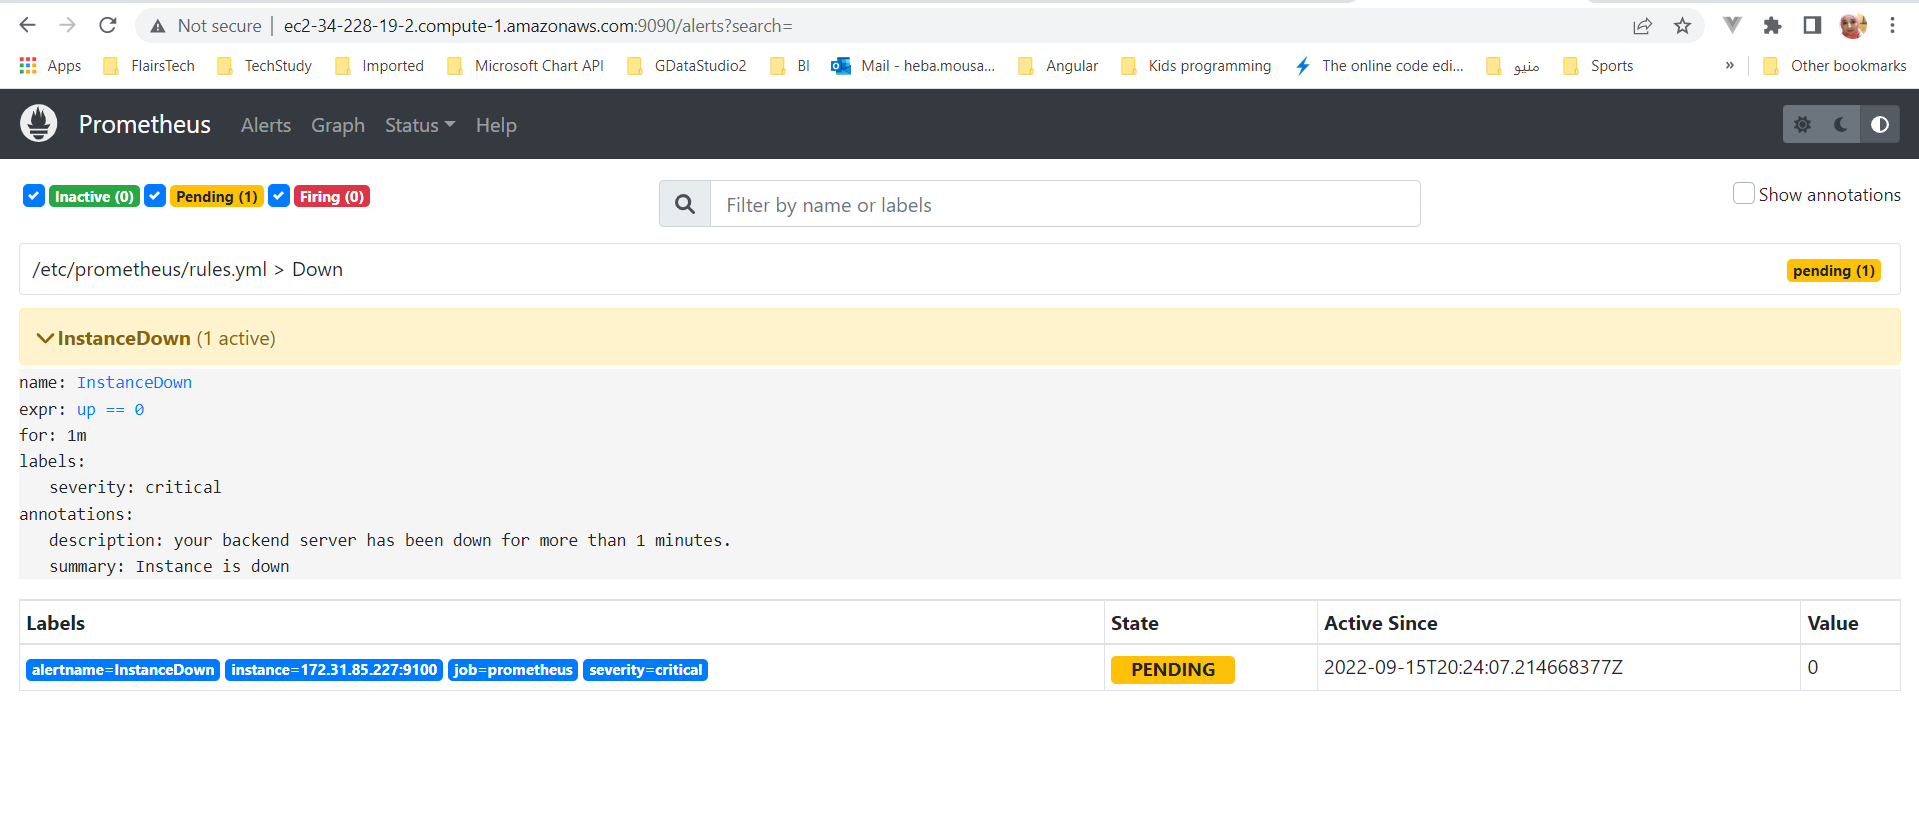 Not secure | ec2-34-228-19-2.compute-1.amazonaws.com:9090/alerts?search=
Apps FlairsTech TechStudy Imported Microsoft Chart API GDataStudio2 BI Mail - heba.mousa... Angular Kids programming The online code edi... منيو Sports » Other bookmarks
Prometheus Alerts Graph Status Help
Inactive (0) Pending (1) Firing (0) Filter by name or labels Show annotations
/etc/prometheus/rules.yml > Down pending (1)
InstanceDown (1 active)
name: InstanceDown
expr: up == 0
for: 1m
labels:
severity: critical
annotations:
description: your backend server has been down for more than 1 minutes.
summary: Instance is down
Labels State Active Since Value
alertname=InstanceDown instance=172.31.85.227:9100 job=prometheus severity=critical PENDING 2022-09-15T20:24:07.214668377Z 0